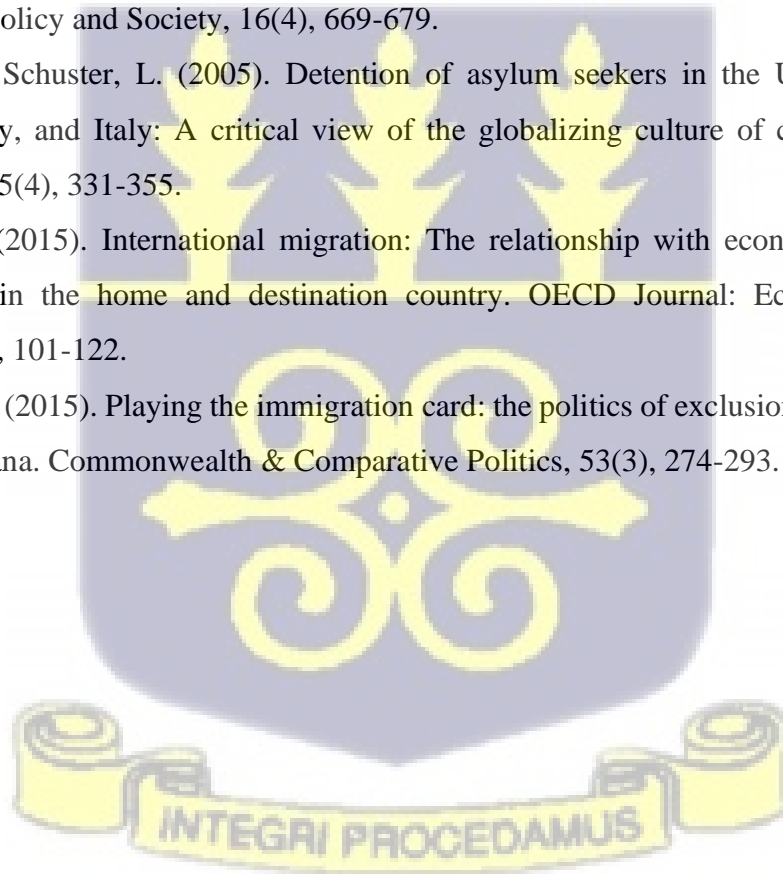 olicy and Society, 16(4), 669-679.
Schuster, L. (2005). Detention of asylum seekers in the U
y, and Italy: A critical view of the globalizing culture of c
5(4), 331-355.
(2015). International migration: The relationship with econ
in the home and destination country. OECD Journal: Ec
, 101-122.
(2015). Playing the immigration card: the politics of exclusion
ana. Commonwealth & Comparative Politics, 53(3), 274-293.
INTEGRI PROCEDAMUS